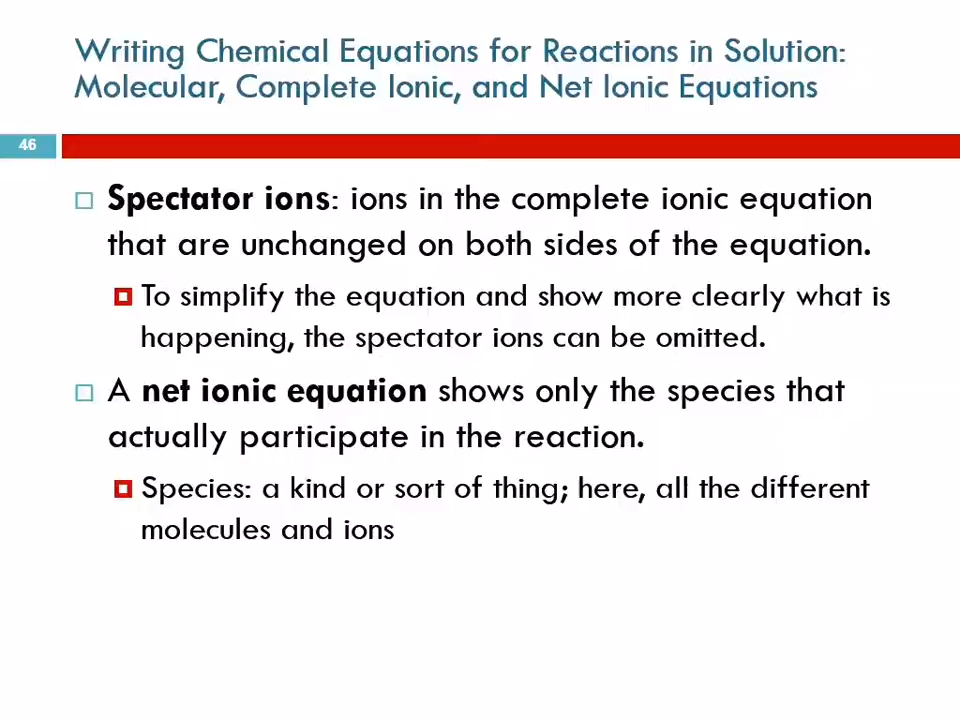 Writing Chemical Equations for Reactions in Solution:
Molecular, Complete Ionic, and Net Ionic Equations
46
Spectator ions: ions in the complete ionic equation
that are unchanged on both sides of the equation.
To simplify the equation and show more clearly what is
happening, the spectator ions can be omitted.
A net ionic equation shows only the species that
actually participate in the reaction.
Species: a kind or sort of thing; here, all the different
molecules and ions